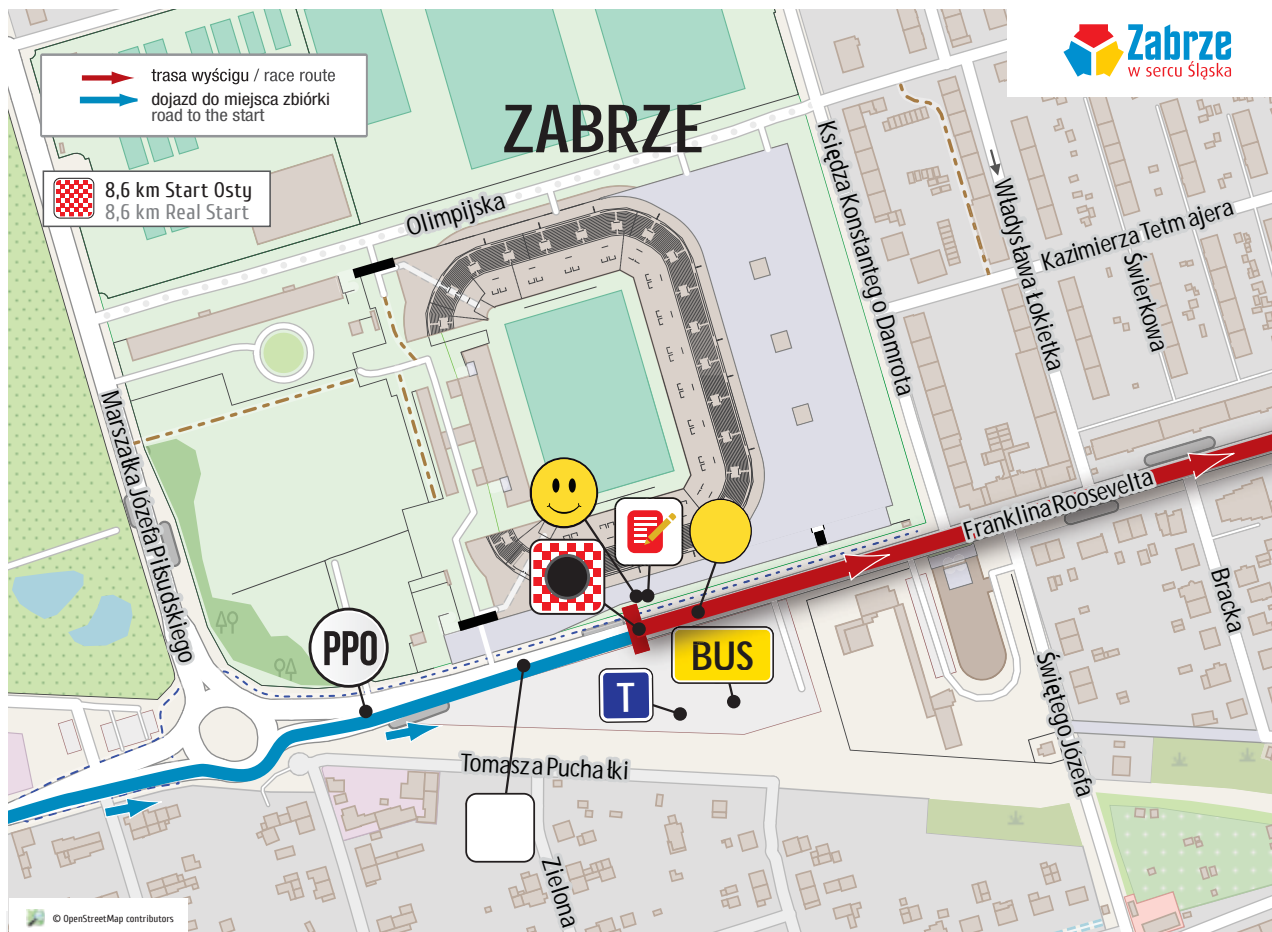 Zabrze
w sercu Śląska
trasa wyścigu / race route
dojazd do miejsca zbiórki
road to the start
ZABRZE
8,6 km Start Osty
8,6 km Real Start
Olimpijska
Księdza Konstantego Damrota
Władysława Łokietka
Kazimierza Tetmajera
Świerkowa
Marszałka Józefa Piłsudskiego
Franklina Roosevelta
Bracka
PPO
BUS
T
Świętego Józefa
Tomasza Puchałki
Zielona
© OpenStreetMap contributors